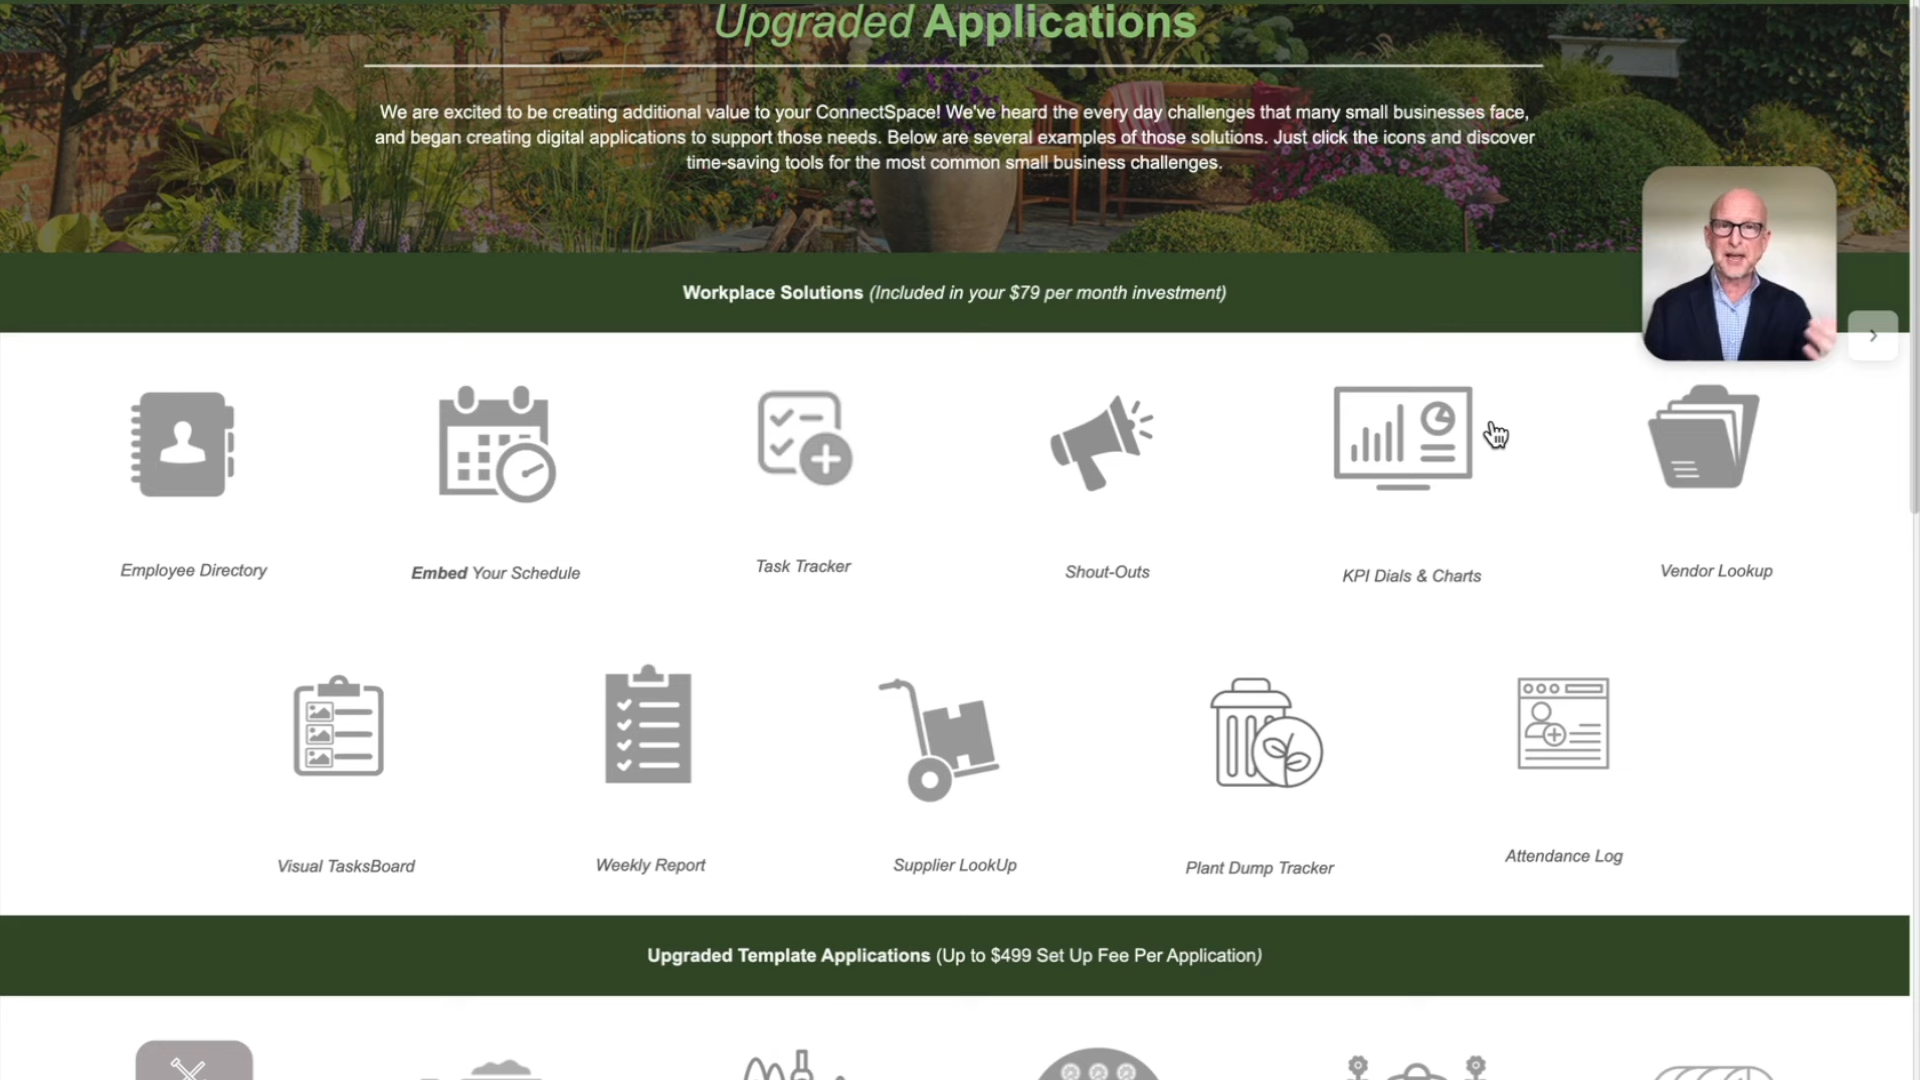 Upgraded Applications
We are excited to be creating additional value to your ConnectSpace! We've heard the every day challenges that many small businesses face,
and began creating digital applications to support those needs. Below are several examples of those solutions. Just click the icons and discover
time-saving tools for the most common small business challenges.
Workplace Solutions (Included in your $79 per month investment)
Employee Directory
Embed Your Schedule
Task Tracker
Shout-Outs
KPI Dials & Charts
Vendor Lookup
Visual TasksBoard
Weekly Report
Supplier LookUp
Plant Dump Tracker
Attendance Log
Upgraded Template Applications (Up to $499 Set Up Fee Per Application)